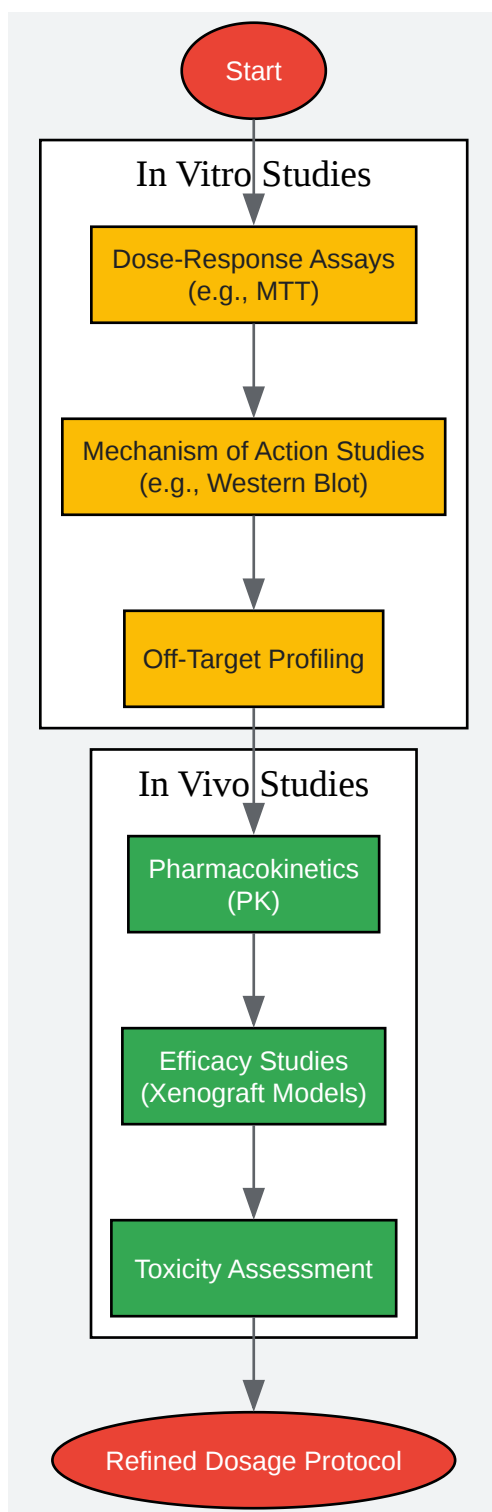 Start
In Vitro Studies
Dose-Response Assays
(e.g., MTT)
Mechanism of Action Studies
(e.g., Western Blot)
Off-Target Profiling
In Vivo Studies
Pharmacokinetics
(PK)
Efficacy Studies
(Xenograft Models)
Toxicity Assessment
Refined Dosage Protocol